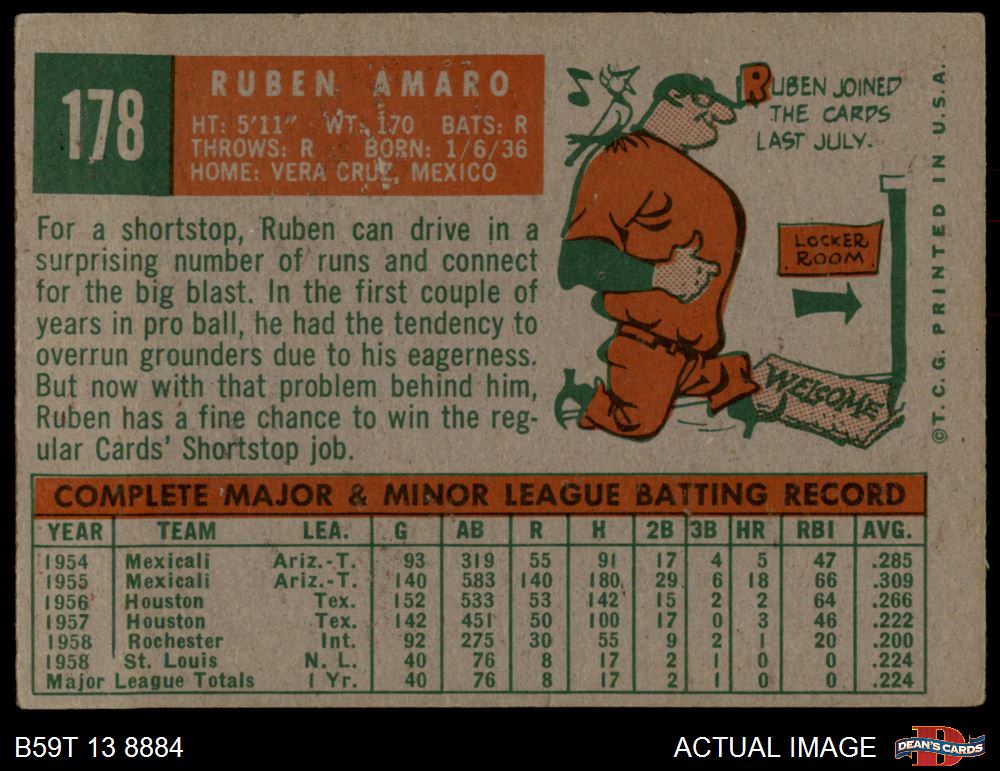 178
RUBEN AMARO
HT: 5'11" WT: 170 BATS: R
THROWS: R BORN: 1/6/36
HOME: VERA CRUZ, MEXICO
RUBEN JOINED
THE CARDS
LAST JULY.
LOCKER
ROOM
WELCOME
For a shortstop, Ruben can drive in a
surprising number of runs and connect
for the big blast. In the first couple of
years in pro ball, he had the tendency to
overrun grounders due to his eagerness.
But now with that problem behind him,
Ruben has a fine chance to win the reg-
ular Cards' Shortstop job.
© T. C. G. PRINTED IN U. S. A.
COMPLETE MAJOR & MINOR LEAGUE BATTING RECORD
YEAR TEAM LEA. G AB R H 2B 3B HR RBI AVG.
1954 Mexicali Ariz.-T. 93 319 55 91 17 4 5 47 .285
1955 Mexicali Ariz.-T. 140 583 140 180 29 6 18 66 .309
1956 Houston Tex. 152 533 53 142 15 2 2 64 .266
1957 Houston Tex. 142 451 50 100 17 0 3 46 .222
1958 Rochester Int. 92 275 30 55 9 2 1 20 .200
1958 St. Louis N. L. 40 76 8 17 2 1 0 0 .224
Major League Totals 1 Yr. 40 76 8 17 2 1 0 0 .224
B59T 13 8884
ACTUAL IMAGE
DEAN'S CARDS